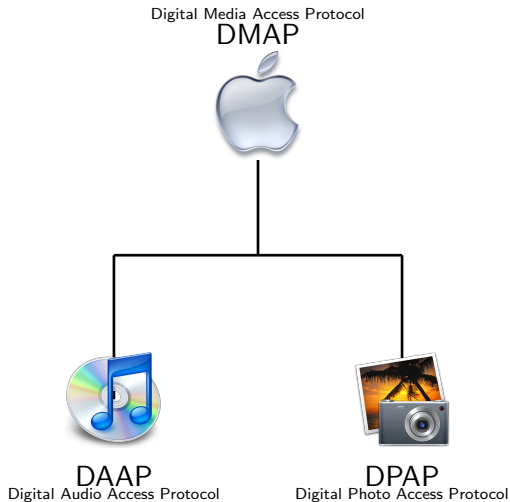 Digital Media Access Protocol
DMAP
DAAP
Digital Audio Access Protocol
DPAP
Digital Photo Access Protocol